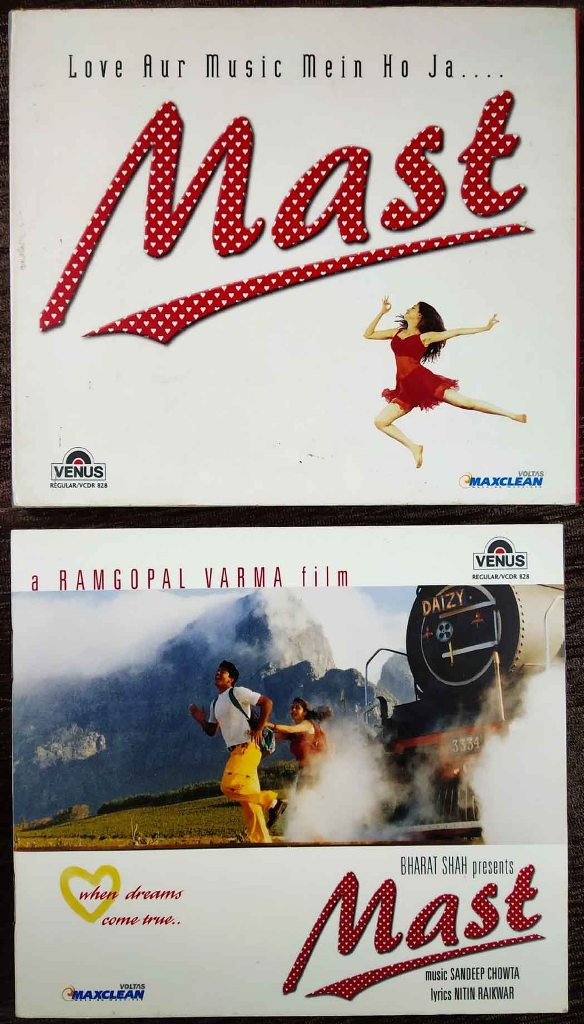 Love Aur Music Mein Ho Ja....
Mast
VENUS
REGULAR/VCDR 828
VOLTAS
MAXCLEAN
VENUS
REGULAR/VCDR 828
a RAMGOPAL VARMA film
DAIZY
3334
BHARAT SHAH presents
when dreams
come true..
Mast
music SANDEEP CHOWTA
lyrics NITIN RAIKWAR
VOLTAS
MAXCLEAN